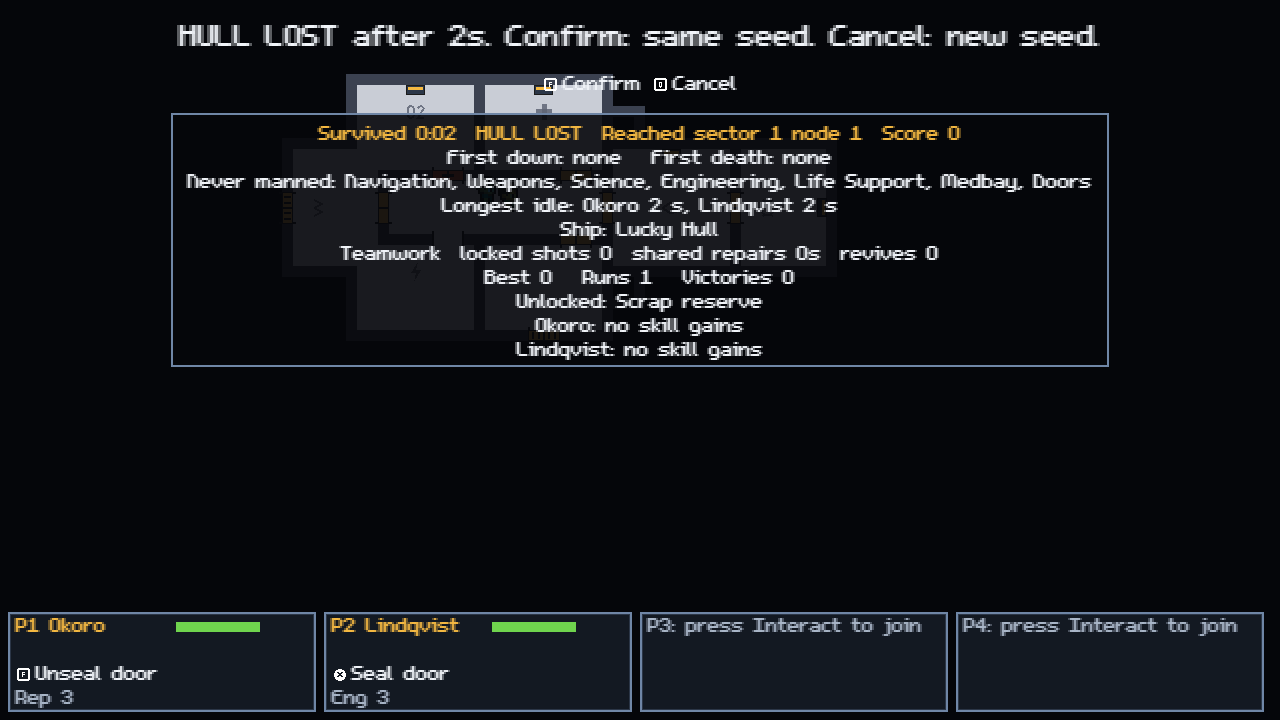 HULL LOST after 2s. Confirm: same seed. Cancel: new seed.
F Confirm Q Cancel
O2
Survived 0:02 HULL LOST Reached sector 1 node 1 Score 0
First down: none First death: none
Never manned: Navigation, Weapons, Science, Engineering, Life Support, Medbay, Doors
Longest idle: Okoro 2 s, Lindqvist 2 s
Ship: Lucky Hull
Teamwork locked shots 0 shared repairs 0s revives 0
Best 0 Runs 1 Victories 0
Unlocked: Scrap reserve
Okoro: no skill gains
Lindqvist: no skill gains
P1 Okoro
F Unseal door
Rep 3
P2 Lindqvist
X Seal door
Eng 3
P3: press Interact to join
P4: press Interact to join